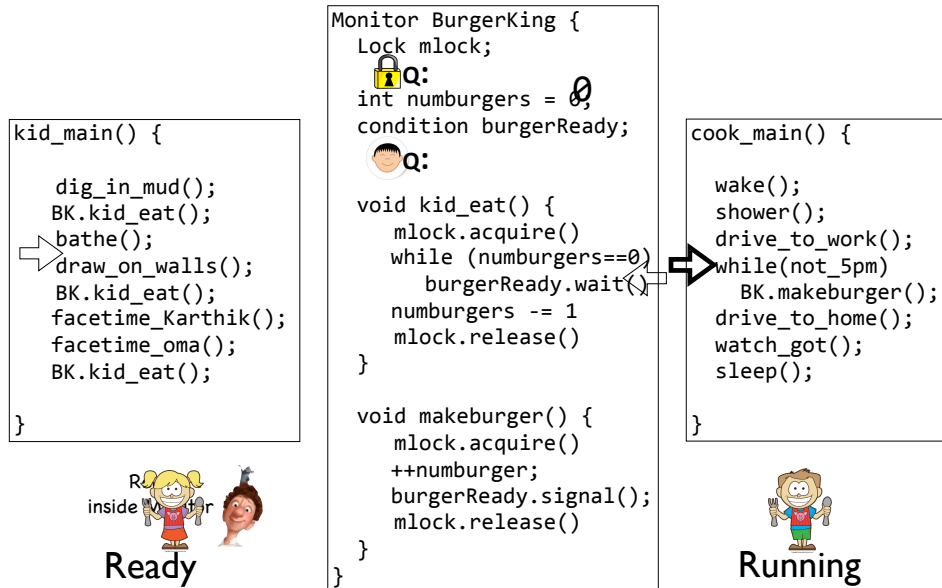 kid_main() {
dig_in_mud();
BK.kid_eat();
bathe();
draw_on_walls();
BK.kid_eat();
facetime_Karthik();
facetime_oma();
BK.kid_eat();
}
Ready
Monitor BurgerKing {
Lock mlock;
Q:
int numburgers = 0;
0
condition burgerReady;
Q:
void kid_eat() {
mlock.acquire()
while (numburgers==0)
burgerReady.wait()
numburgers -= 1
mlock.release()
}
void makeburger() {
mlock.acquire()
++numburger;
burgerReady.signal();
mlock.release()
}
}
cook_main() {
wake();
shower();
drive_to_work();
while(not_5pm)
BK.makeburger();
drive_to_home();
watch_got();
sleep();
}
Running
inside